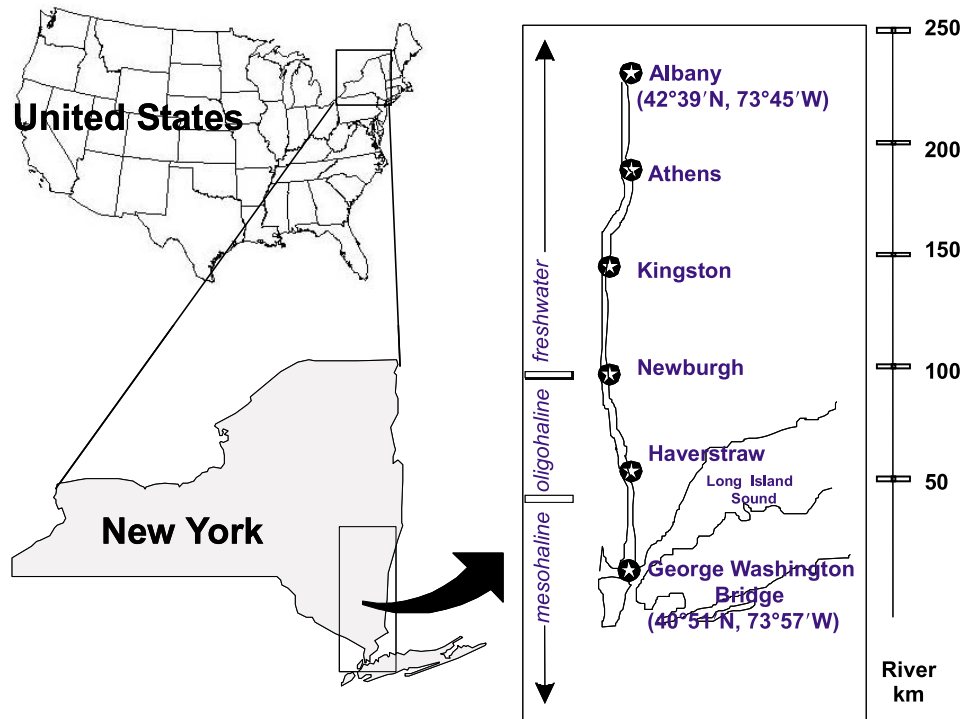 United States
New York
freshwater
oligohaline
mesohaline
Albany
(42°39′N, 73°45′W)
Athens
Kingston
Newburgh
Haverstraw
Long Island
Sound
George Washington
Bridge
(40°51′N, 73°57′W)
250
200
150
100
50
River
km